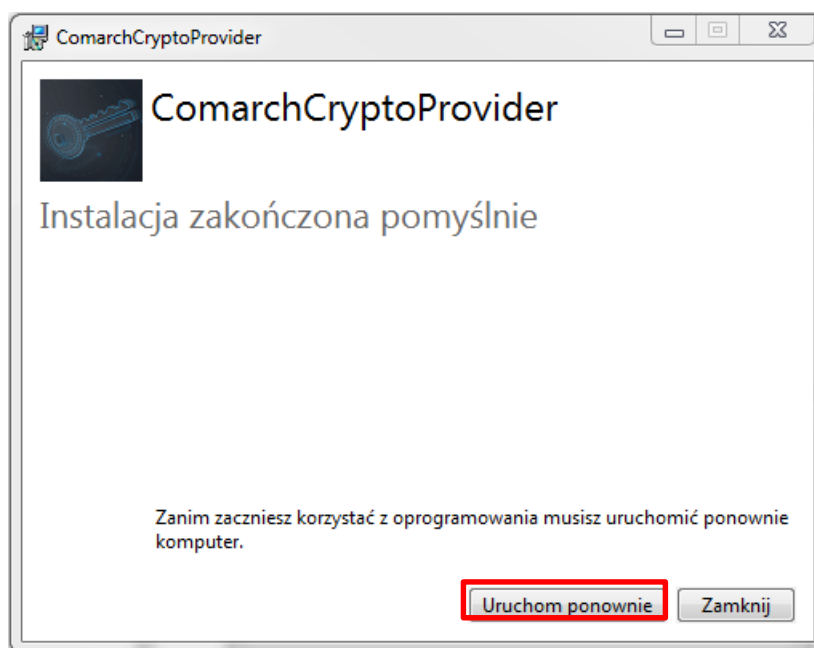 ComarchCryptoProvider
ComarchCryptoProvider
Instalacja zakończona pomyślnie
Zanim zaczniesz korzystać z oprogramowania musisz uruchomić ponownie
komputer.
Uruchom ponownie
Zamknij